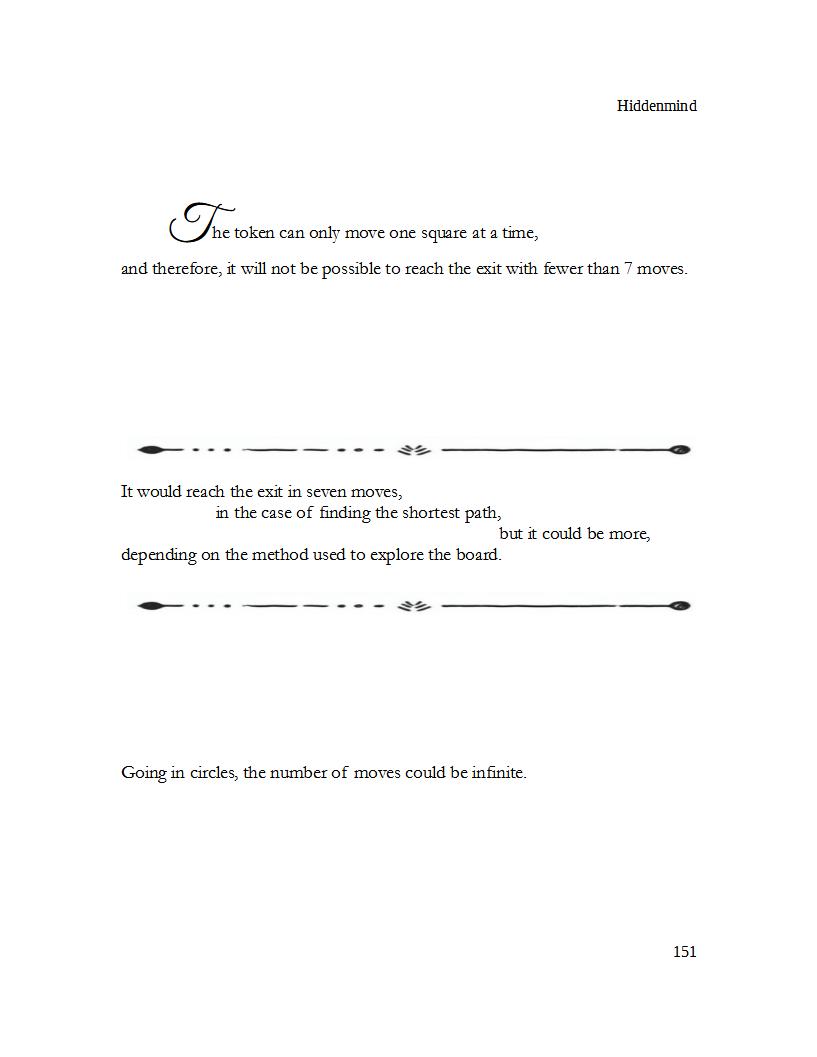 Hiddenmind
The token can only move one square at a time,
and therefore, it will not be possible to reach the exit with fewer than 7 moves.
It would reach the exit in seven moves,
in the case of finding the shortest path,
but it could be more,
depending on the method used to explore the board.
Going in circles, the number of moves could be infinite.
151